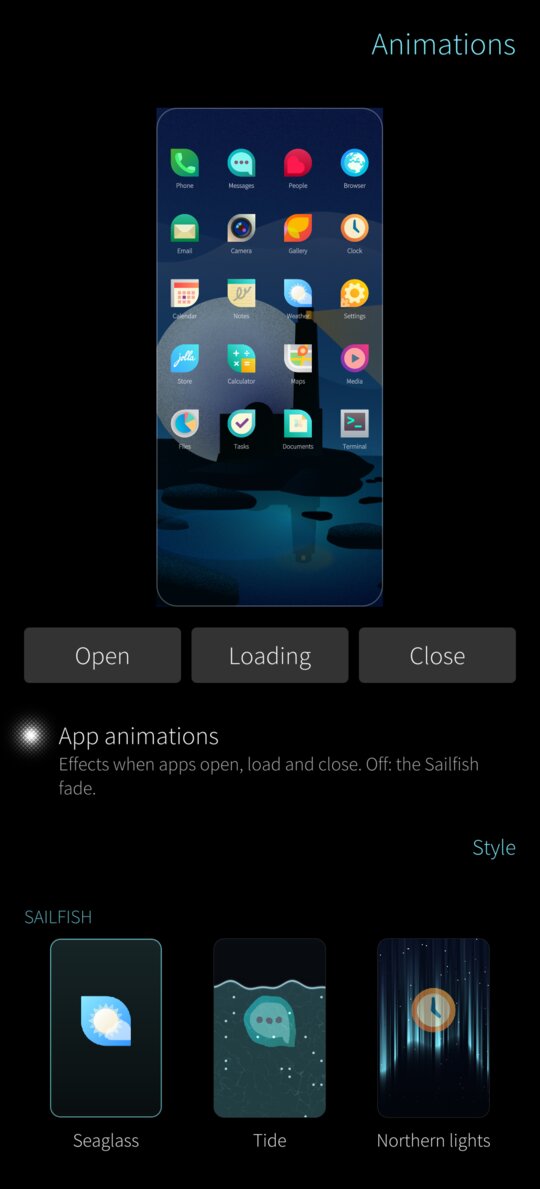 Animations
Phone
Messages
People
Browser
Email
Camera
Gallery
Clock
Calendar
Notes
Weather
Settings
jolla
Store
Calculator
Maps
Media
Files
Tasks
Documents
Terminal
Open
Loading
Close
App animations
Effects when apps open, load and close. Off: the Sailfish
fade.
Style
SAILFISH
Seaglass
Tide
Northern lights